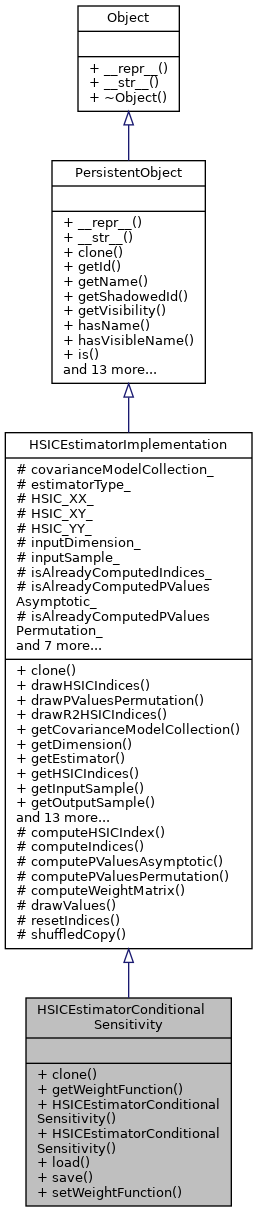 Object
+ __repr__()
+ __str__()
+ ~Object()
PersistentObject
+ __repr__()
+ __str__()
+ clone()
+ getId()
+ getName()
+ getShadowedId()
+ getVisibility()
+ hasName()
+ hasVisibleName()
+ is()
and 13 more...
HSICEstimatorImplementation
# covarianceModelCollection_
# estimatorType_
# HSIC_XX_
# HSIC_XY_
# HSIC_YY_
# inputDimension_
# inputSample_
# isAlreadyComputedIndices_
# isAlreadyComputedPValues
Asymptotic_
# isAlreadyComputedPValues
Permutation_
and 7 more...
+ clone()
+ drawHSICIndices()
+ drawPValuesPermutation()
+ drawR2HSICIndices()
+ getCovarianceModelCollection()
+ getDimension()
+ getEstimator()
+ getHSICIndices()
+ getInputSample()
+ getOutputSample()
and 13 more...
# computeHSICIndex()
# computeIndices()
# computePValuesAsymptotic()
# computePValuesPermutation()
# computeWeightMatrix()
# drawValues()
# resetIndices()
# shuffledCopy()
HSICEstimatorConditional
Sensitivity
+ clone()
+ getWeightFunction()
+ HSICEstimatorConditional
Sensitivity()
+ HSICEstimatorConditional
Sensitivity()
+ load()
+ save()
+ setWeightFunction()